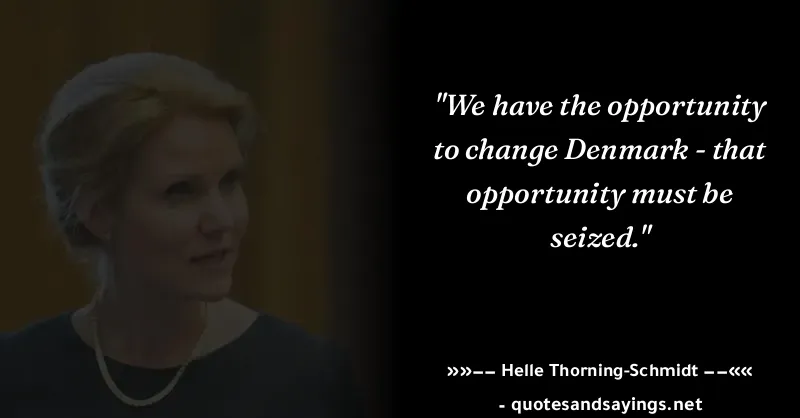 "We have the opportunity
to change Denmark - that
opportunity must be
seized."
»»–– Helle Thorning-Schmidt ––««
- quotesandsayings.net